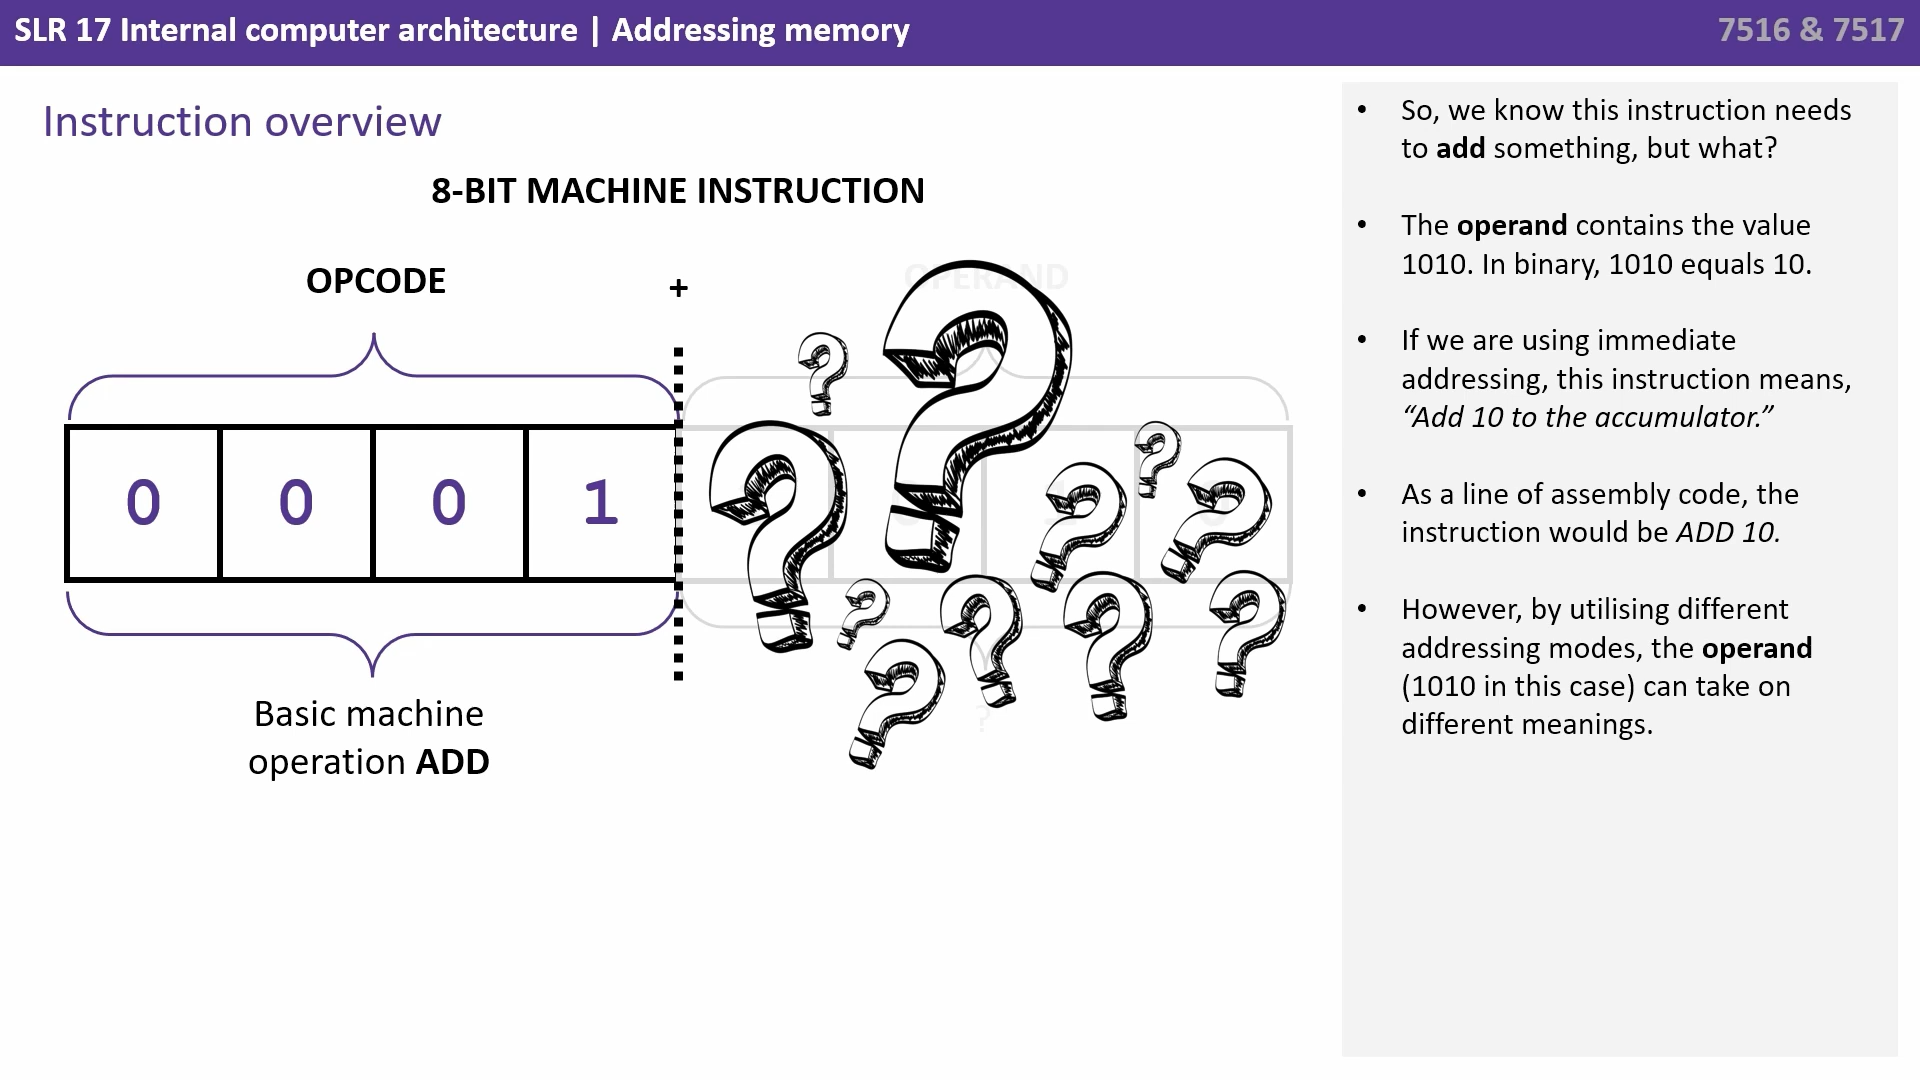 SLR 17 Internal computer architecture | Addressing memory
7516 & 7517
Instruction overview
8-BIT MACHINE INSTRUCTION
OPCODE
+
OPERAND
0 0 0 1
Basic machine
operation ADD
?
• So, we know this instruction needs
to add something, but what?
• The operand contains the value
1010. In binary, 1010 equals 10.
• If we are using immediate
addressing, this instruction means,
“Add 10 to the accumulator.”
• As a line of assembly code, the
instruction would be ADD 10.
• However, by utilising different
addressing modes, the operand
(1010 in this case) can take on
different meanings.